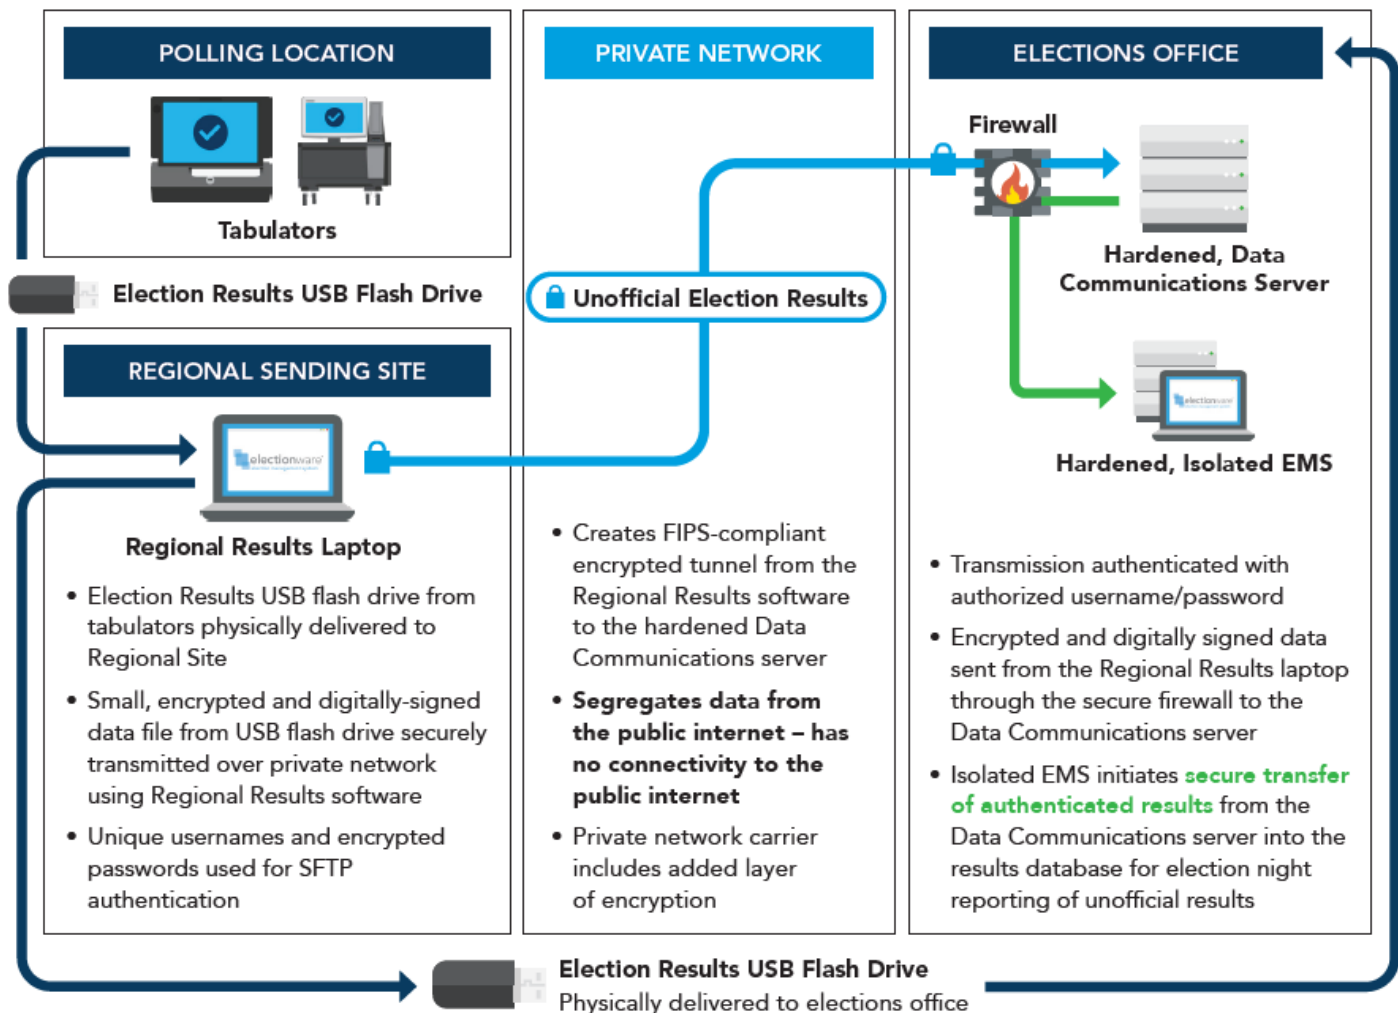 POLLING LOCATION
Tabulators
Election Results USB Flash Drive
REGIONAL SENDING SITE
electionware
Regional Results Laptop
• Election Results USB flash drive from
tabulators physically delivered to
Regional Site
• Small, encrypted and digitally-signed
data file from USB flash drive securely
transmitted over private network
using Regional Results software
• Unique usernames and encrypted
passwords used for SFTP
authentication
PRIVATE NETWORK
Unofficial Election Results
• Creates FIPS-compliant
encrypted tunnel from the
Regional Results software
to the hardened Data
Communications server
• Segregates data from
the public internet – has
no connectivity to the
public internet
• Private network carrier
includes added layer
of encryption
ELECTIONS OFFICE
Firewall
Hardened, Data
Communications Server
electionware
Hardened, Isolated EMS
• Transmission authenticated with
authorized username/password
• Encrypted and digitally signed data
sent from the Regional Results laptop
through the secure firewall to the
Data Communications server
• Isolated EMS initiates secure transfer
of authenticated results from the
Data Communications server into the
results database for election night
reporting of unofficial results
Election Results USB Flash Drive
Physically delivered to elections office